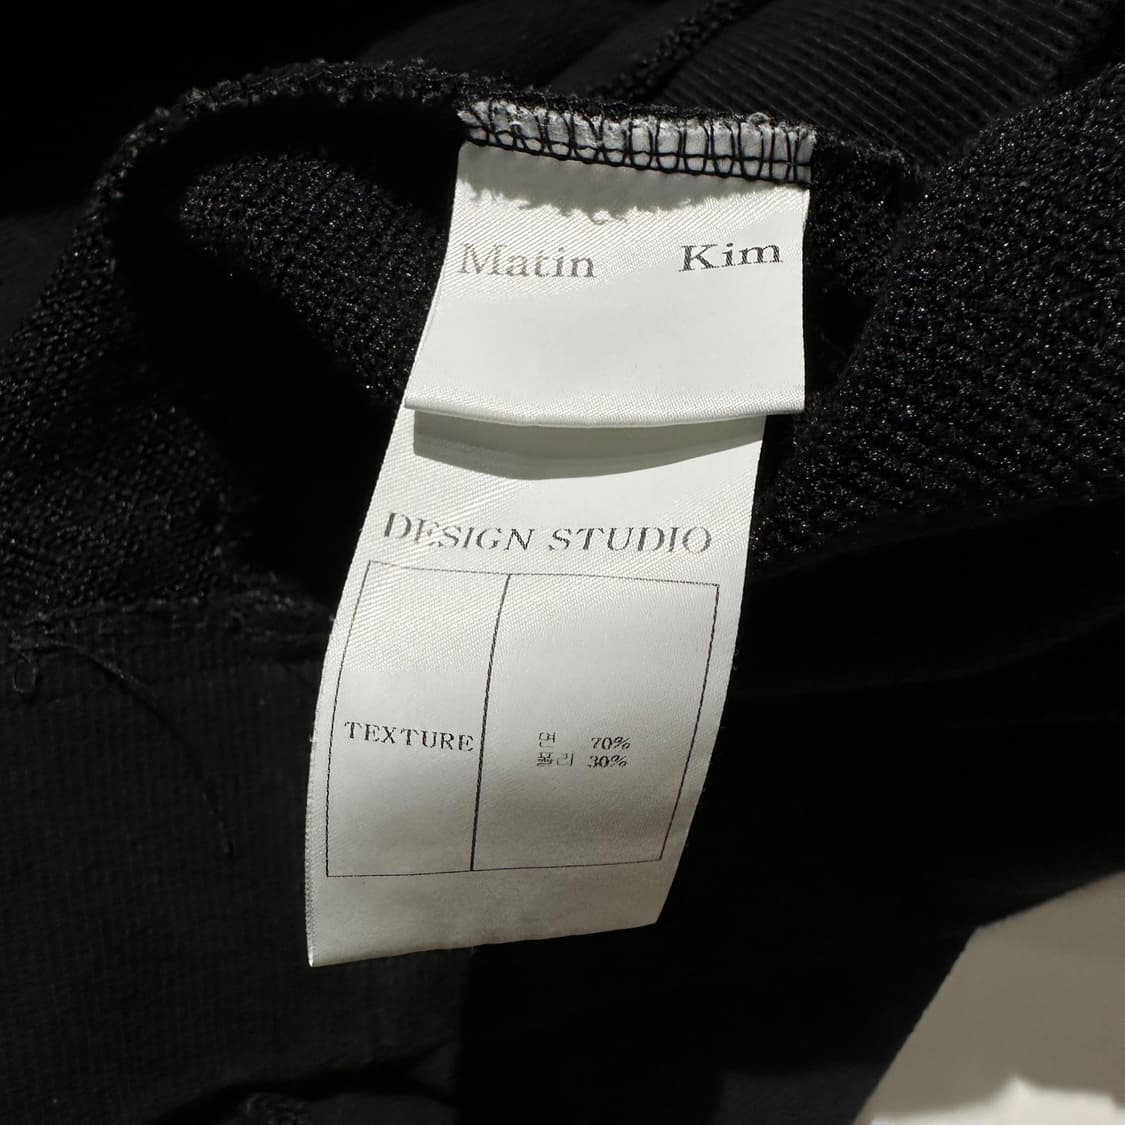 Matin Kim
DESIGN STUDIO
TEXTURE
면 70%
폴리 30%